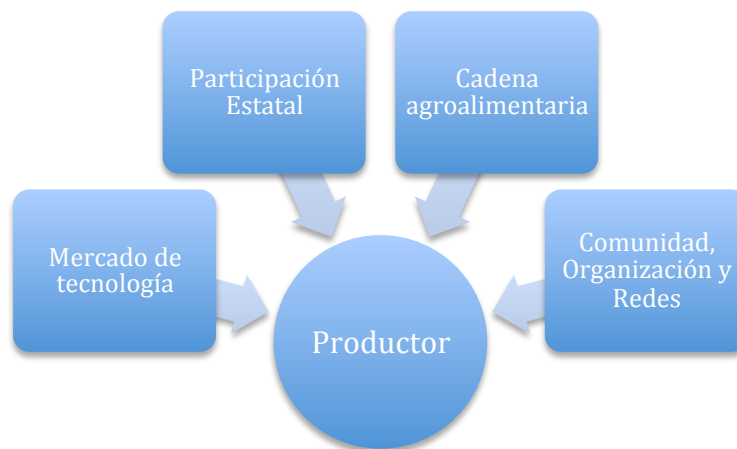 Participación
Estatal
Cadena
agroalimentaria
Mercado de
tecnología
Comunidad,
Organización y
Redes
Productor